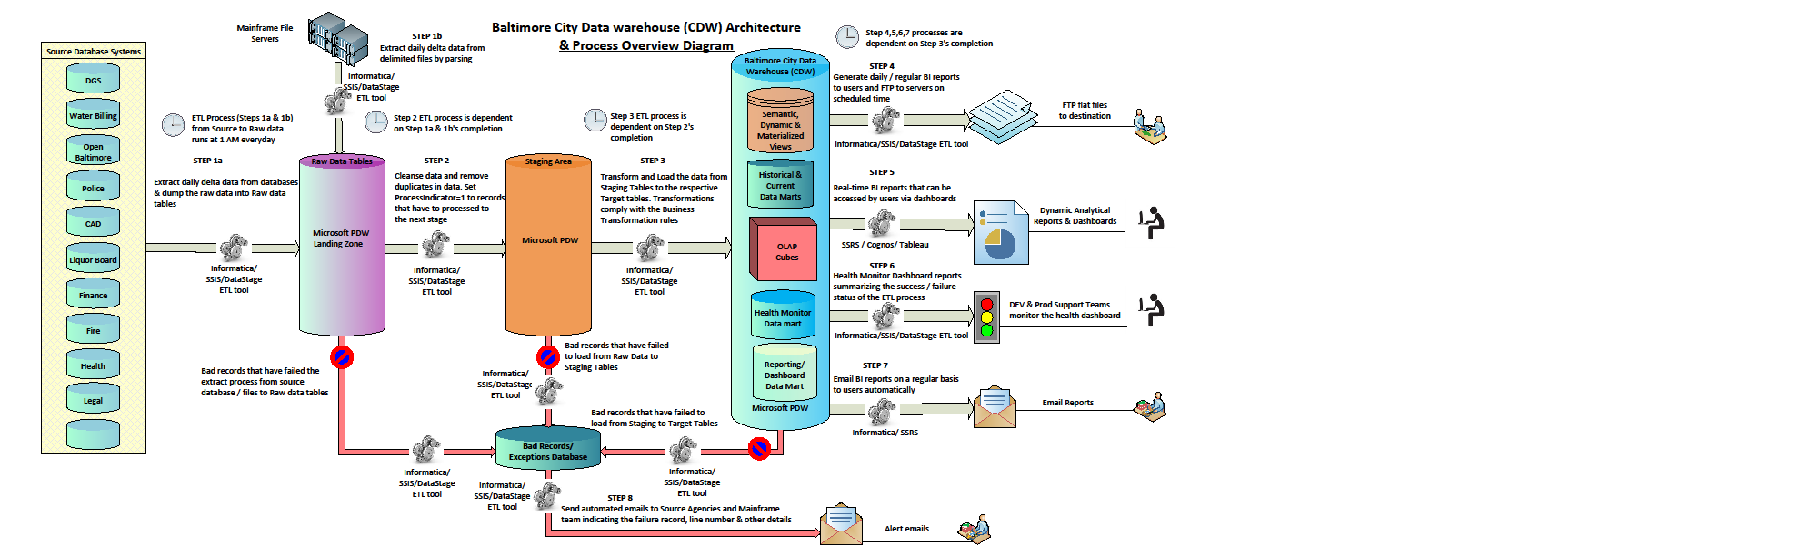 Baltimore City Data warehouse (CDW) Architecture
& Process Overview Diagram
Source Database Systems
DGS
Water Billing
Open
Baltimore
Police
CAD
Liquor Board
Finance
Fire
Health
Legal
Mainframe File
Servers
STEP 1b
Extract daily delta data from
delimited files by parsing
Informatica/
SSIS/DataStage
ETL tool
ETL Process (Steps 1a & 1b)
from Source to Raw data
runs at 1 AM everyday
STEP 1a
Extract daily delta data from databases
& dump the raw data into Raw data
tables
Informatica/
SSIS/DataStage
ETL tool
Raw Data Tables
Microsoft PDW
Landing Zone
Step 2 ETL process is dependent
on Step 1a & 1b's completion
STEP 2
Cleanse data and remove
duplicates in data. Set
ProcessIndicator=1 to records
that have to processed to
the next stage
Informatica/
SSIS/DataStage
ETL tool
Staging Area
Microsoft PDW
Step 3 ETL process is
dependent on Step 2's
completion
STEP 3
Transform and Load the data from
Staging Tables to the respective
Target tables. Transformations
comply with the Business
Transformation rules
Informatica/
SSIS/DataStage
ETL tool
Baltimore City Data
Warehouse (CDW)
Semantic,
Dynamic &
Materialized
Views
Historical &
Current
Data Marts
OLAP
Cubes
Health Monitor
Data mart
Reporting/
Dashboard
Data Mart
Microsoft PDW
Step 4,5,6,7 processes are
dependent on Step 3's completion
STEP 4
Generate daily / regular BI reports
to users and FTP to servers on
scheduled time
Informatica/SSIS/DataStage ETL tool
FTP flat files
to destination
STEP 5
Real-time BI reports that can be
accessed by users via dashboards
SSRS / Cognos/ Tableau
Dynamic Analytical
Reports & Dashboards
STEP 6
Health Monitor Dashboard reports
summarizing the success / failure
status of the ETL process
Informatica/SSIS/DataStage ETL tool
DEV & Prod Support Teams
monitor the health dashboard
STEP 7
Email BI reports on a regular basis
to users automatically
Informatica/ SSRS
Email Reports
Bad records that have failed the
extract process from source
database / files to Raw data tables
Informatica/
SSIS/DataStage
ETL tool
Bad records that have failed
to load from Raw Data to
Staging Tables
Informatica/
SSIS/DataStage
ETL tool
Bad records that have failed to
load from Staging to Target Tables
Informatica/
SSIS/DataStage
ETL tool
Bad Records/
Exceptions Database
Informatica/
SSIS/DataStage
ETL tool
STEP 8
Send automated emails to Source Agencies and Mainframe
team indicating the failure record, line number & other details
Alert emails